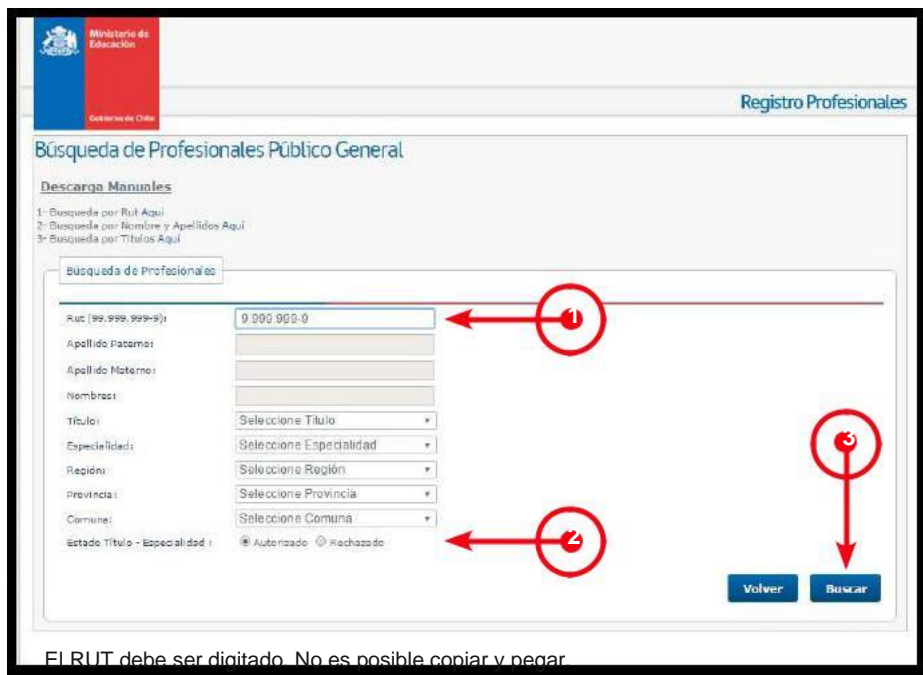 Ministerio de
Educación
Gobierno de Chile
Registro Profesionales
Búsqueda de Profesionales Público General
Descarga Manuales
1- Busqueda por Rut Aquí
2- Busqueda por Nombre y Apellidos Aquí
3- Busqueda por Titulos Aquí
Búsqueda de Profesionales
Rut (99.999.999-9): 9.999.999-9 1
Apellido Paterno:
Apellido Materno:
Nombres:
Título: Seleccione Título
Especialidad: Seleccione Especialidad 3
Región: Seleccione Región
Provincia: Seleccione Provincia
Comuna: Seleccione Comuna
Estado Título - Especialidad : Autorizado Rechazado 2
Volver Buscar
El RUT debe ser digitado. No es posible copiar y pegar